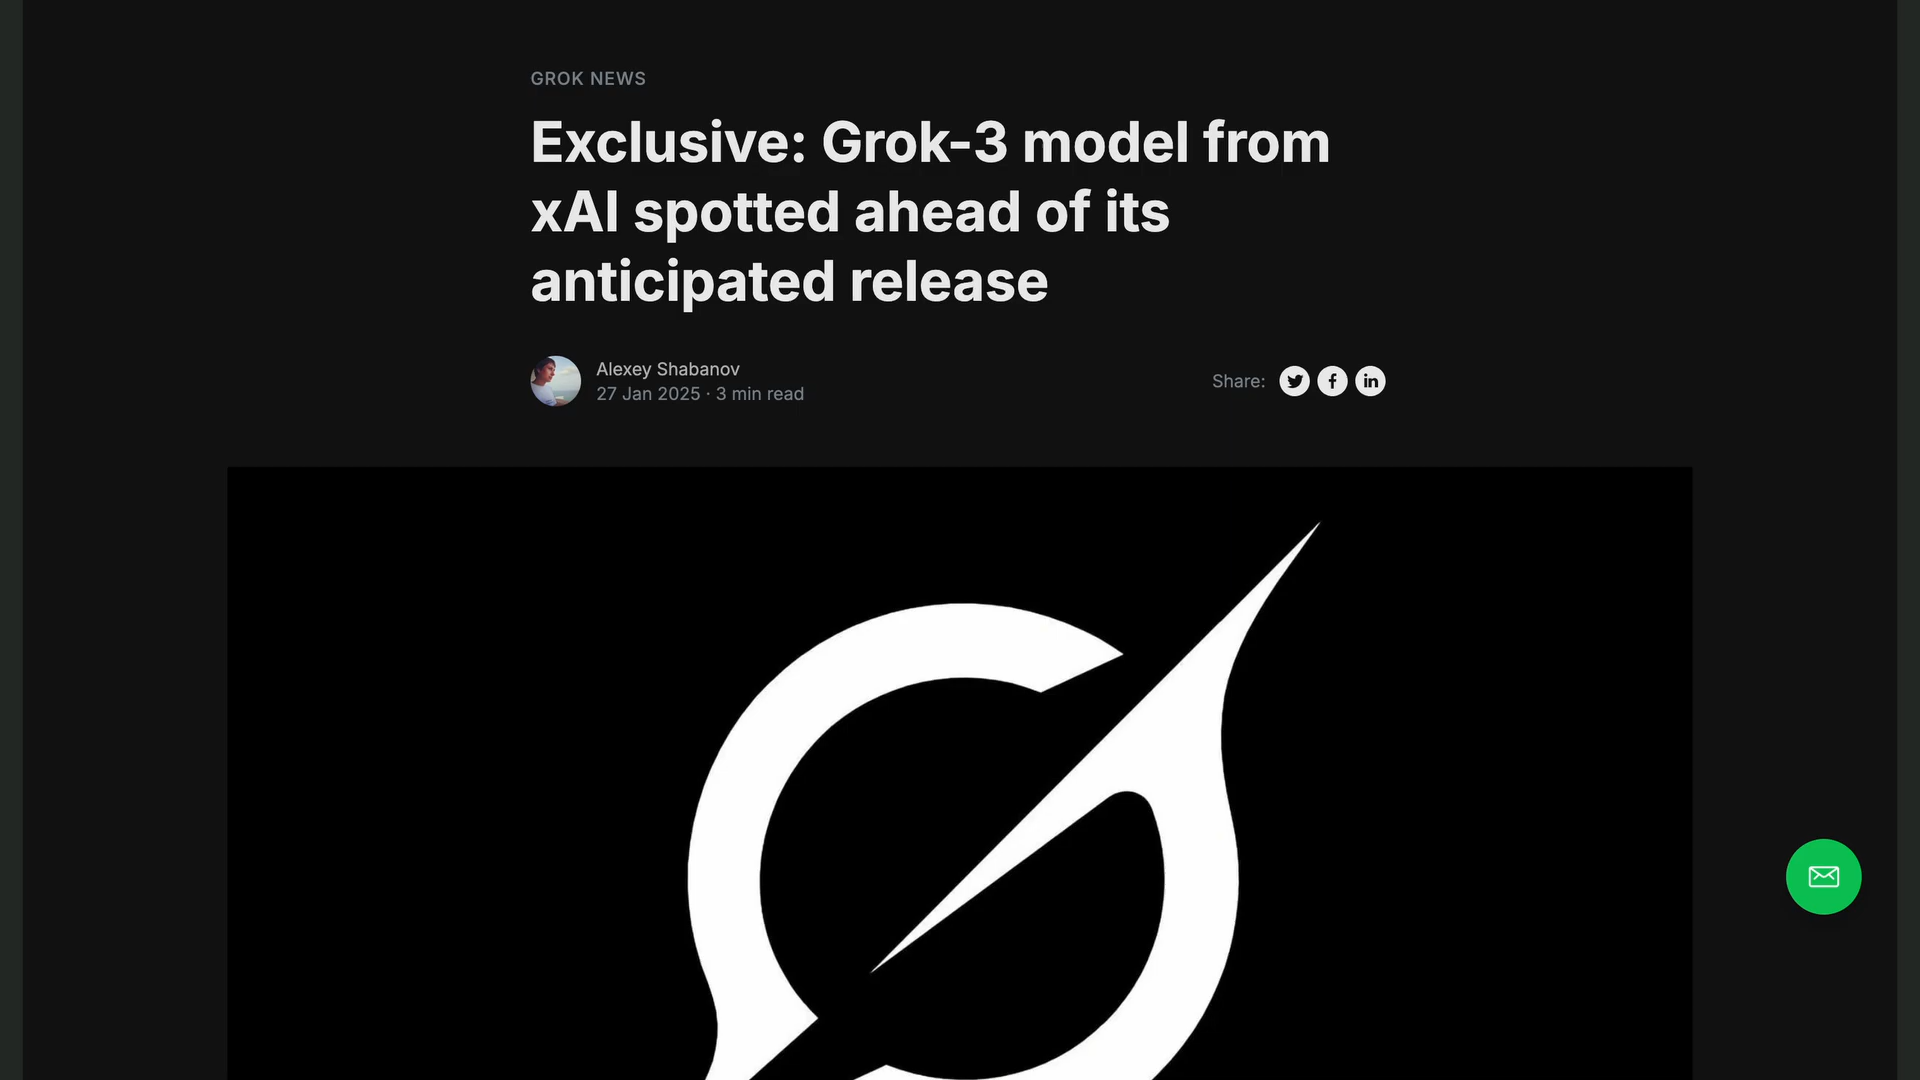 GROK NEWS
Exclusive: Grok-3 model from
xAI spotted ahead of its
anticipated release
Alexey Shabanov
27 Jan 2025 · 3 min read
Share: